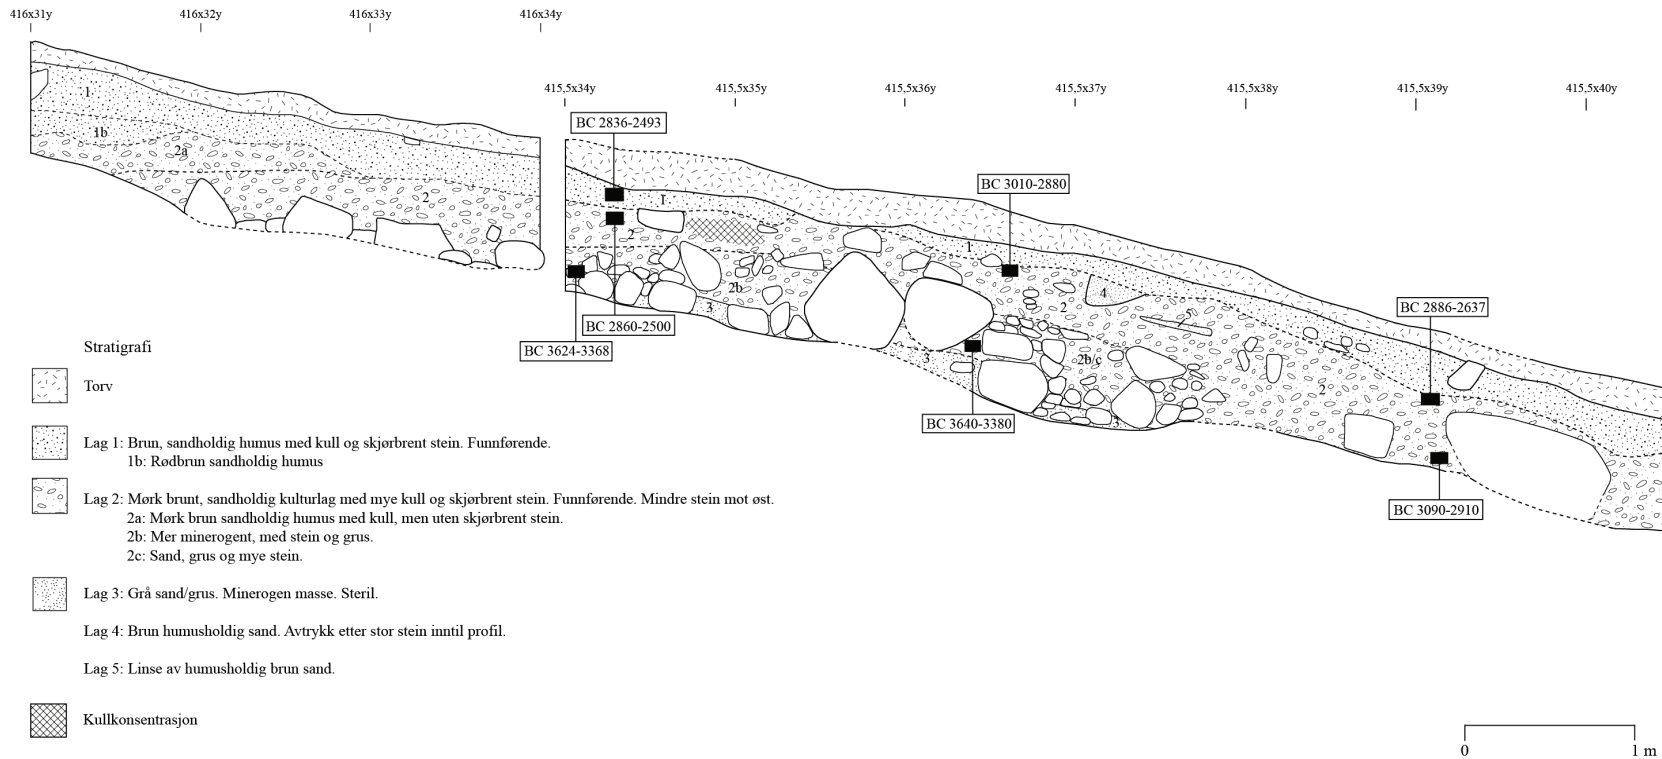 416x31y
416x32y
416x33y
416x34y
415,5x34y
415,5x35y
415,5x36y
415,5x37y
415,5x38y
415,5x39y
415,5x40y
BC 2836-2493
BC 3010-2880
BC 2886-2637
BC 2860-2500
BC 3624-3368
BC 3640-3380
BC 3090-2910
1
1b
2a
2
1
2
2b
3
1
4
2
5
2b/c
3
3
2
Stratigrafi
Torv
Lag 1: Brun, sandholdig humus med kull og skjørbrent stein. Funnførende.
1b: Rødbrun sandholdig humus
Lag 2: Mørk brunt, sandholdig kulturlag med mye kull og skjørbrent stein. Funnførende. Mindre stein mot øst.
2a: Mørk brun sandholdig humus med kull, men uten skjørbrent stein.
2b: Mer minerogent, med stein og grus.
2c: Sand, grus og mye stein.
Lag 3: Grå sand/grus. Minerogen masse. Steril.
Lag 4: Brun humusholdig sand. Avtrykk etter stor stein inntil profil.
Lag 5: Linse av humusholdig brun sand.
Kullkonsentrasjon
0
1 m